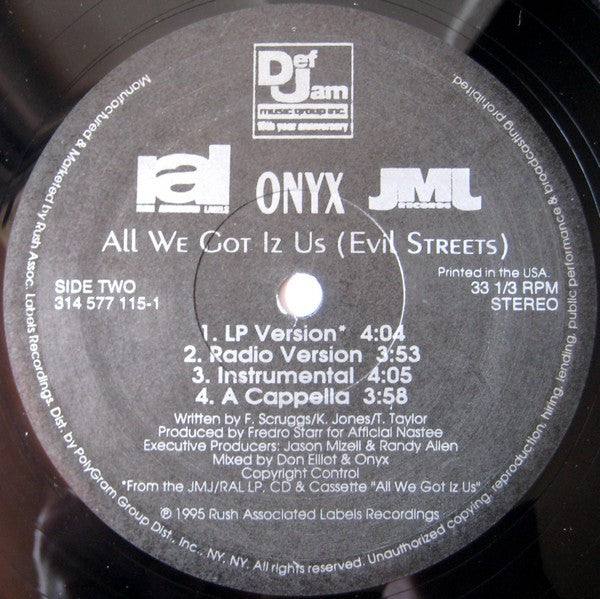 Def
Jam
music group inc.
10th year anniversary
ral
RUSH ASSOCIATED LABELS
ONYX
JMJ
RECORDS
ALL WE GOT IZ US (EVIL STREETS)
SIDE TWO
314 577 115-1
Printed in the USA.
33 1/3 RPM
STEREO
1. LP Version* 4:04
2. Radio Version 3:53
3. Instrumental 4:05
4. A Cappella 3:58
Written by F. Scruggs/K. Jones/T. Taylor
Produced by Fredro Starr for Afficial Nastee
Executive Producers: Jason Mizell & Randy Allen
Mixed by Don Elliot & Onyx
Copyright Control
*From the JMJ/RAL LP, CD & Cassette "All We Got Iz Us"
℗ 1995 Rush Associated Labels Recordings
Manufactured & Marketed by Rush Assoc. Labels Recordings. Dist. by PolyGram Group Dist., Inc., NY, NY. All rights reserved. Unauthorized copying, reproduction, hiring, lending, public performance & broadcasting prohibited.